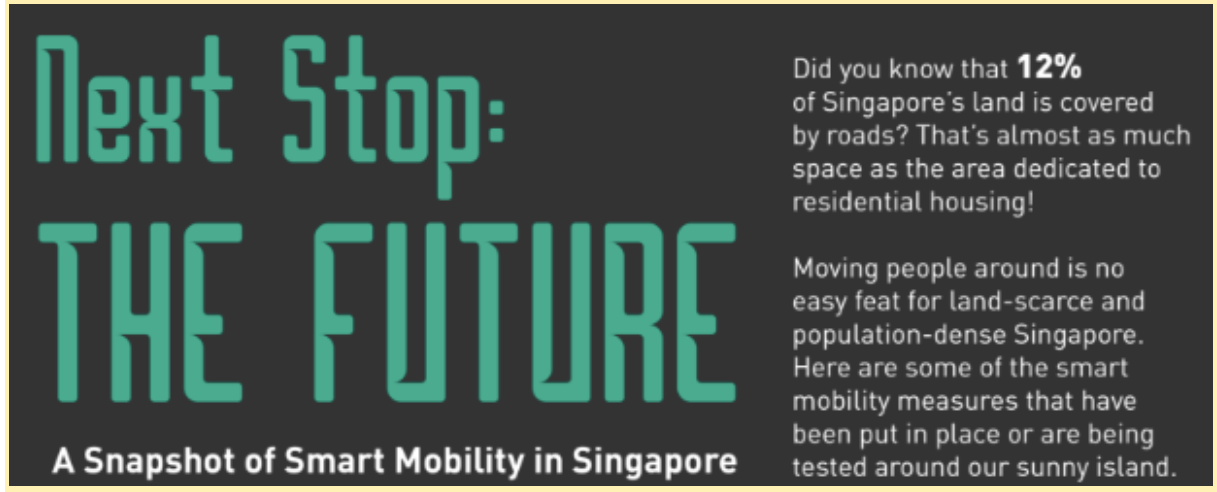 Next Stop:
THE FUTURE
A Snapshot of Smart Mobility in Singapore
Did you know that 12%
of Singapore's land is covered
by roads? That's almost as much
space as the area dedicated to
residential housing!
Moving people around is no
easy feat for land-scarce and
population-dense Singapore.
Here are some of the smart
mobility measures that have
been put in place or are being
tested around our sunny island.